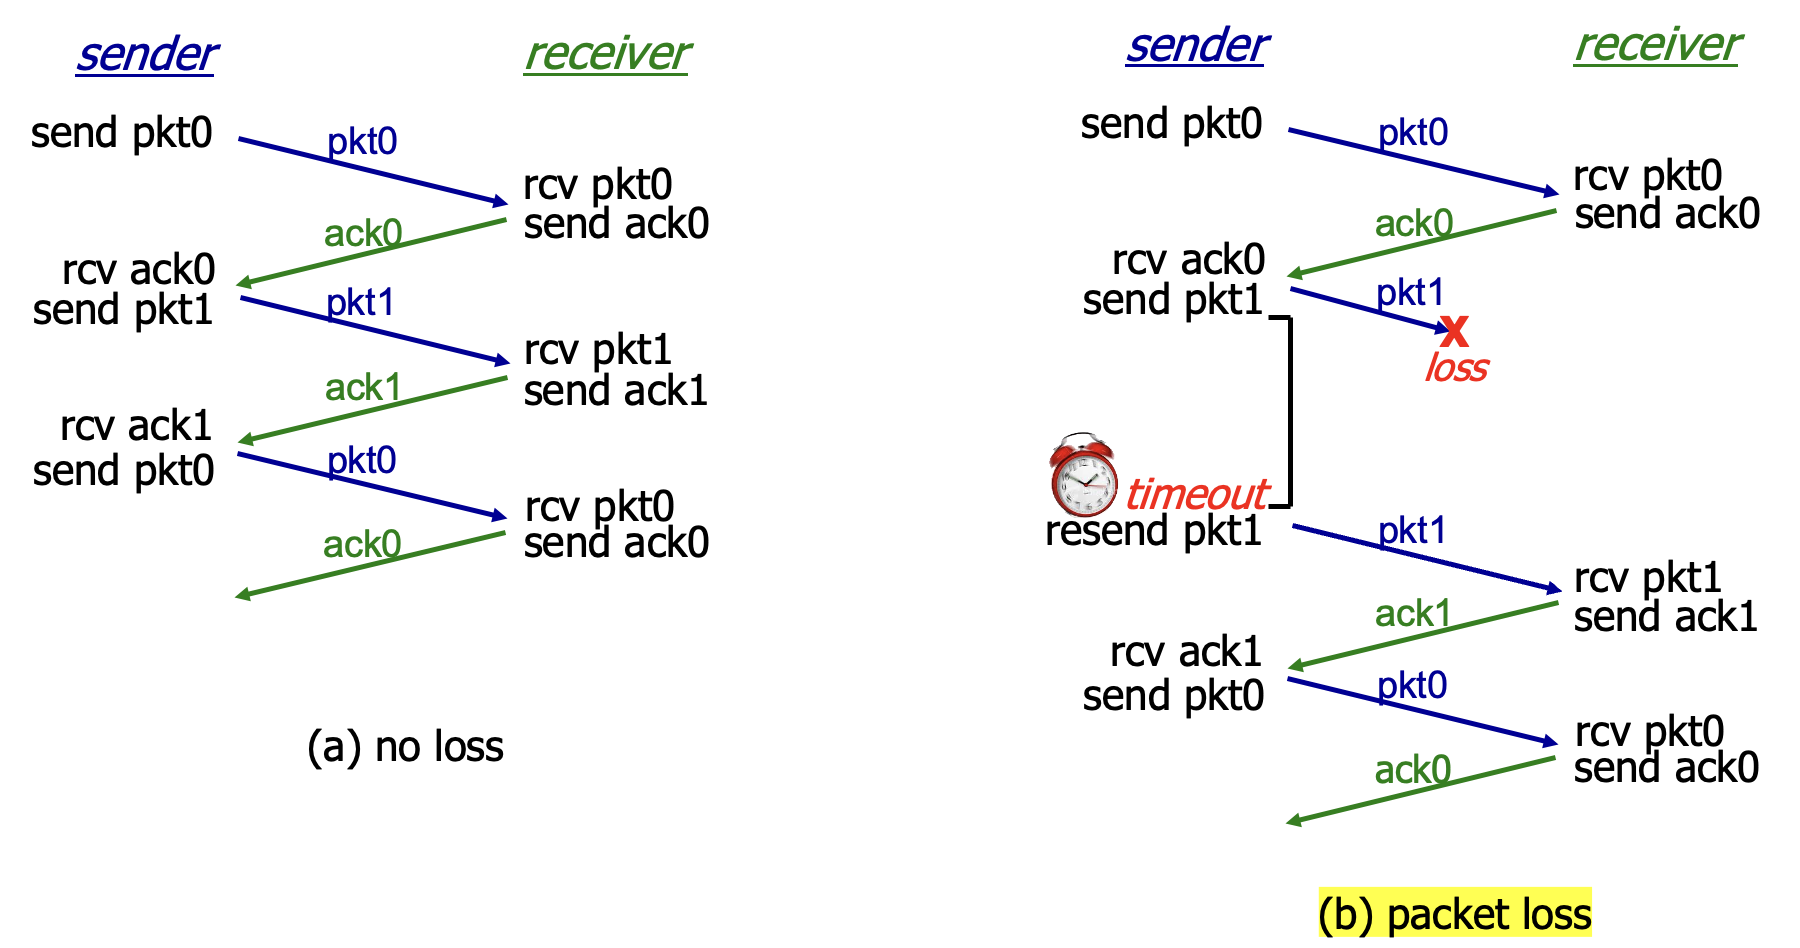 sender
receiver
send pkt0
pkt0
rcv pkt0
send ack0
ack0
rcv ack0
send pkt1
pkt1
rcv pkt1
send ack1
ack1
rcv ack1
send pkt0
pkt0
rcv pkt0
send ack0
ack0
(a) no loss
sender
receiver
send pkt0
pkt0
rcv pkt0
send ack0
ack0
rcv ack0
send pkt1
pkt1
X
loss
timeout
resend pkt1
pkt1
rcv pkt1
send ack1
ack1
rcv ack1
send pkt0
pkt0
rcv pkt0
send ack0
ack0
(b) packet loss